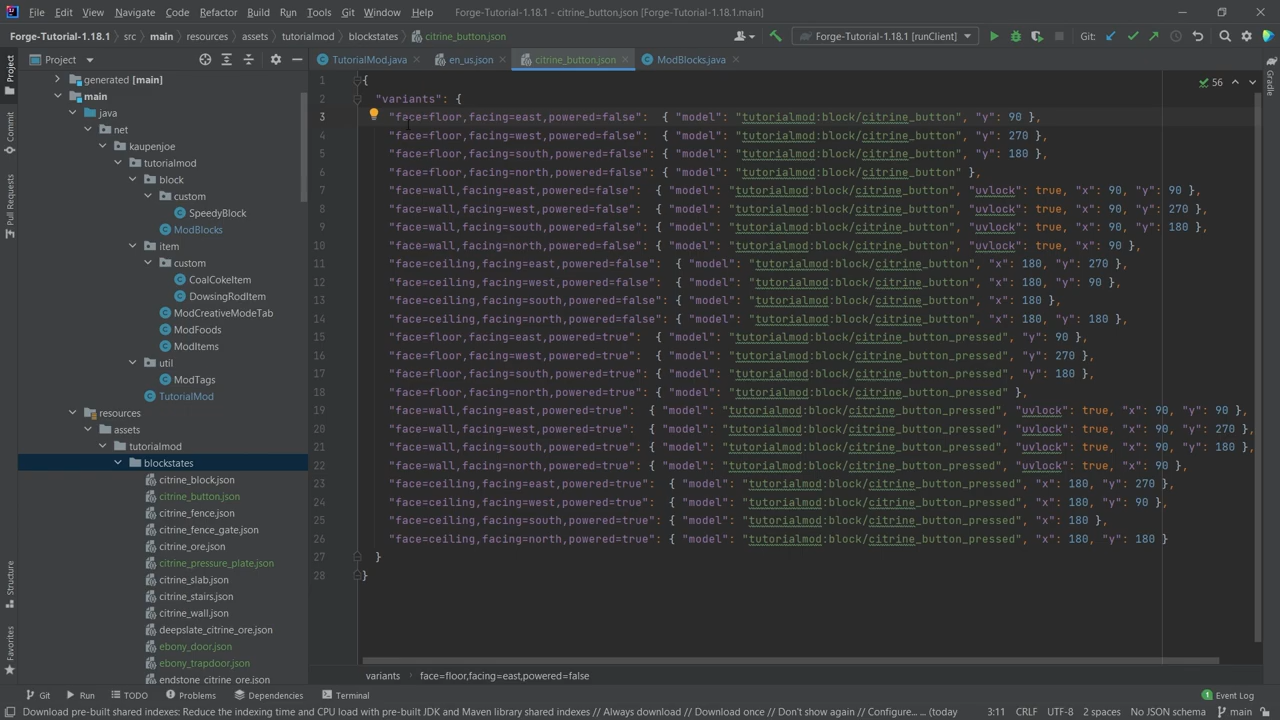 File Edit View Navigate Code Refactor Build Run Tools Git Window Help Forge-Tutorial-1.18.1 - citrine_button.json [Forge-Tutorial-1.18.1.main]
Forge-Tutorial-1.18.1 src main resources assets tutorialmod blockstates citrine_button.json Forge-Tutorial-1.18.1 [runClient] Git:
Project TutorialMod.java en_us.json citrine_button.json ModBlocks.java
generated [main]
main
java
net
kaupenjoe
tutorialmod
block
custom
SpeedyBlock
ModBlocks
item
custom
CoalCokeItem
DowsingRodItem
ModCreativeModeTab
ModFoods
ModItems
util
ModTags
TutorialMod
resources
assets
tutorialmod
blockstates
citrine_block.json
citrine_button.json
citrine_fence.json
citrine_fence_gate.json
citrine_ore.json
citrine_pressure_plate.json
citrine_slab.json
citrine_stairs.json
citrine_wall.json
deepslate_citrine_ore.json
ebony_door.json
ebony_trapdoor.json
endstone_citrine_ore.json
Project
Commit
Pull Requests
Structure
Favorites
Gradle
56
1 {
2 "variants": {
3 "face=floor,facing=east,powered=false": { "model": "tutorialmod:block/citrine_button", "y": 90 },
4 "face=floor,facing=west,powered=false": { "model": "tutorialmod:block/citrine_button", "y": 270 },
5 "face=floor,facing=south,powered=false": { "model": "tutorialmod:block/citrine_button", "y": 180 },
6 "face=floor,facing=north,powered=false": { "model": "tutorialmod:block/citrine_button" },
7 "face=wall,facing=east,powered=false": { "model": "tutorialmod:block/citrine_button", "uvlock": true, "x": 90, "y": 90 },
8 "face=wall,facing=west,powered=false": { "model": "tutorialmod:block/citrine_button", "uvlock": true, "x": 90, "y": 270 },
9 "face=wall,facing=south,powered=false": { "model": "tutorialmod:block/citrine_button", "uvlock": true, "x": 90, "y": 180 },
10 "face=wall,facing=north,powered=false": { "model": "tutorialmod:block/citrine_button", "uvlock": true, "x": 90 },
11 "face=ceiling,facing=east,powered=false": { "model": "tutorialmod:block/citrine_button", "x": 180, "y": 270 },
12 "face=ceiling,facing=west,powered=false": { "model": "tutorialmod:block/citrine_button", "x": 180, "y": 90 },
13 "face=ceiling,facing=south,powered=false": { "model": "tutorialmod:block/citrine_button", "x": 180 },
14 "face=ceiling,facing=north,powered=false": { "model": "tutorialmod:block/citrine_button", "x": 180, "y": 180 },
15 "face=floor,facing=east,powered=true": { "model": "tutorialmod:block/citrine_button_pressed", "y": 90 },
16 "face=floor,facing=west,powered=true": { "model": "tutorialmod:block/citrine_button_pressed", "y": 270 },
17 "face=floor,facing=south,powered=true": { "model": "tutorialmod:block/citrine_button_pressed", "y": 180 },
18 "face=floor,facing=north,powered=true": { "model": "tutorialmod:block/citrine_button_pressed" },
19 "face=wall,facing=east,powered=true": { "model": "tutorialmod:block/citrine_button_pressed", "uvlock": true, "x": 90, "y": 90 },
20 "face=wall,facing=west,powered=true": { "model": "tutorialmod:block/citrine_button_pressed", "uvlock": true, "x": 90, "y": 270 },
21 "face=wall,facing=south,powered=true": { "model": "tutorialmod:block/citrine_button_pressed", "uvlock": true, "x": 90, "y": 180 },
22 "face=wall,facing=north,powered=true": { "model": "tutorialmod:block/citrine_button_pressed", "uvlock": true, "x": 90 },
23 "face=ceiling,facing=east,powered=true": { "model": "tutorialmod:block/citrine_button_pressed", "x": 180, "y": 270 },
24 "face=ceiling,facing=west,powered=true": { "model": "tutorialmod:block/citrine_button_pressed", "x": 180, "y": 90 },
25 "face=ceiling,facing=south,powered=true": { "model": "tutorialmod:block/citrine_button_pressed", "x": 180 },
26 "face=ceiling,facing=north,powered=true": { "model": "tutorialmod:block/citrine_button_pressed", "x": 180, "y": 180 }
27 }
28 }
variants face=floor,facing=east,powered=false
Git Run TODO Problems Dependencies Terminal 1 Event Log
Download pre-built shared indexes: Reduce the indexing time and CPU load with pre-built JDK and Maven library shared indexes // Always download // Download once // Don't show again // Configure... (today 3:11 CRLF UTF-8 2 spaces No JSON schema main